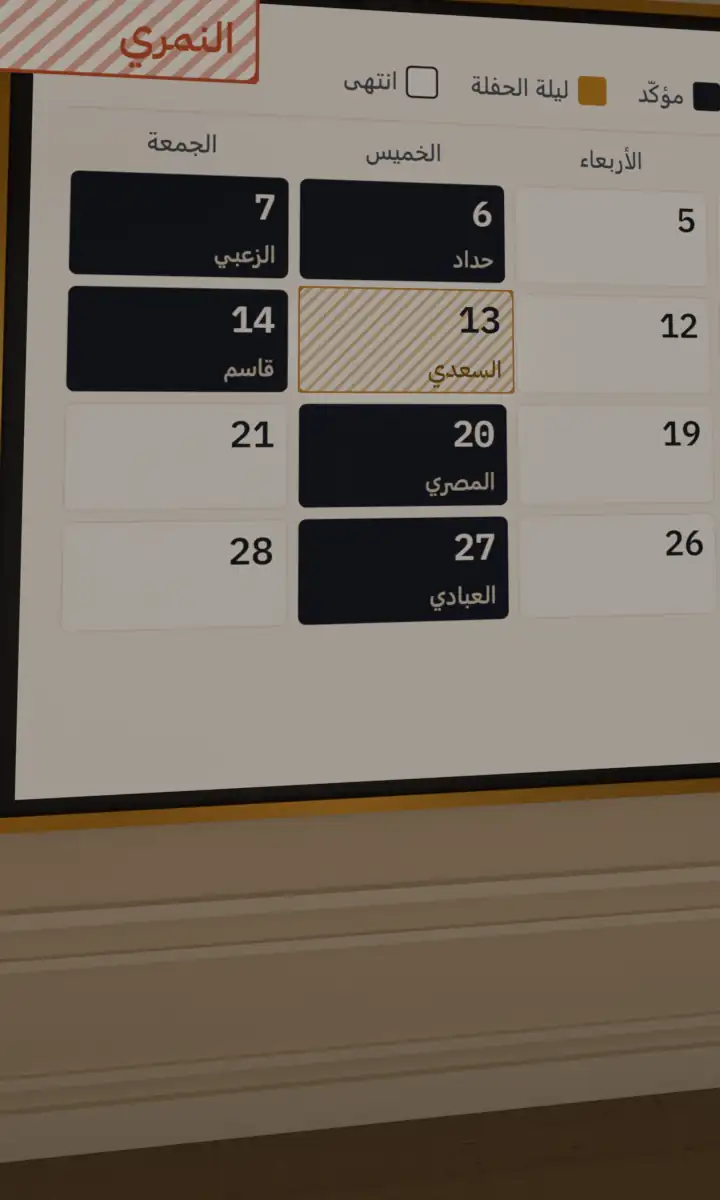 النمري
مؤكّد ليلة الحفلة انتهى
الأربعاء الخميس الجمعة
5 6 7
حداد الزعبي
12 13 14
السعدي قاسم
19 20 21
المصري
26 27 28
العبادي